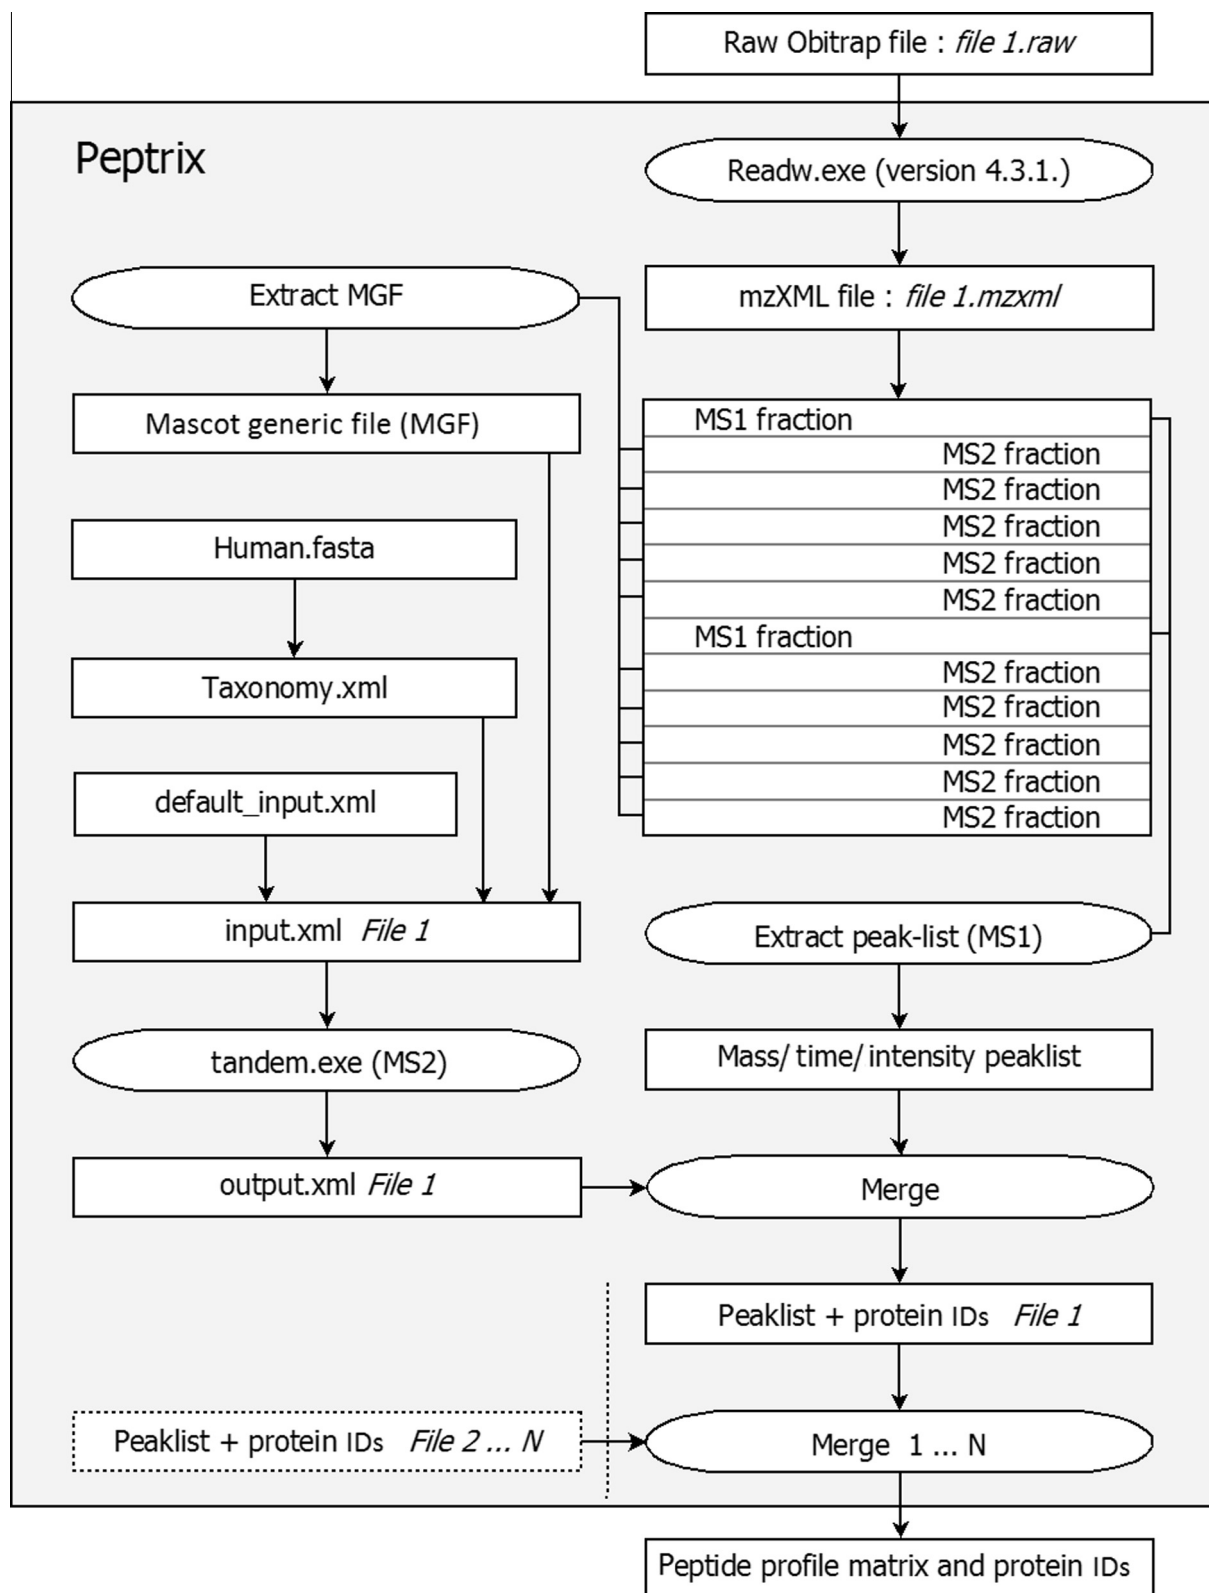 Raw Obitrap file : file 1.raw
Peptrix
Readw.exe (version 4.3.1.)
Extract MGF
mzXML file : file 1.mzxml
Mascot generic file (MGF)
MS1 fraction
MS2 fraction
MS2 fraction
MS2 fraction
MS2 fraction
MS2 fraction
MS1 fraction
MS2 fraction
MS2 fraction
MS2 fraction
MS2 fraction
MS2 fraction
Human.fasta
Taxonomy.xml
default_input.xml
input.xml File 1
Extract peak-list (MS1)
tandem.exe (MS2)
Mass/ time/ intensity peaklist
output.xml File 1
Merge
Peaklist + protein IDs File 1
Peaklist + protein IDs File 2 ... N
Merge 1 ... N
Peptide profile matrix and protein IDs